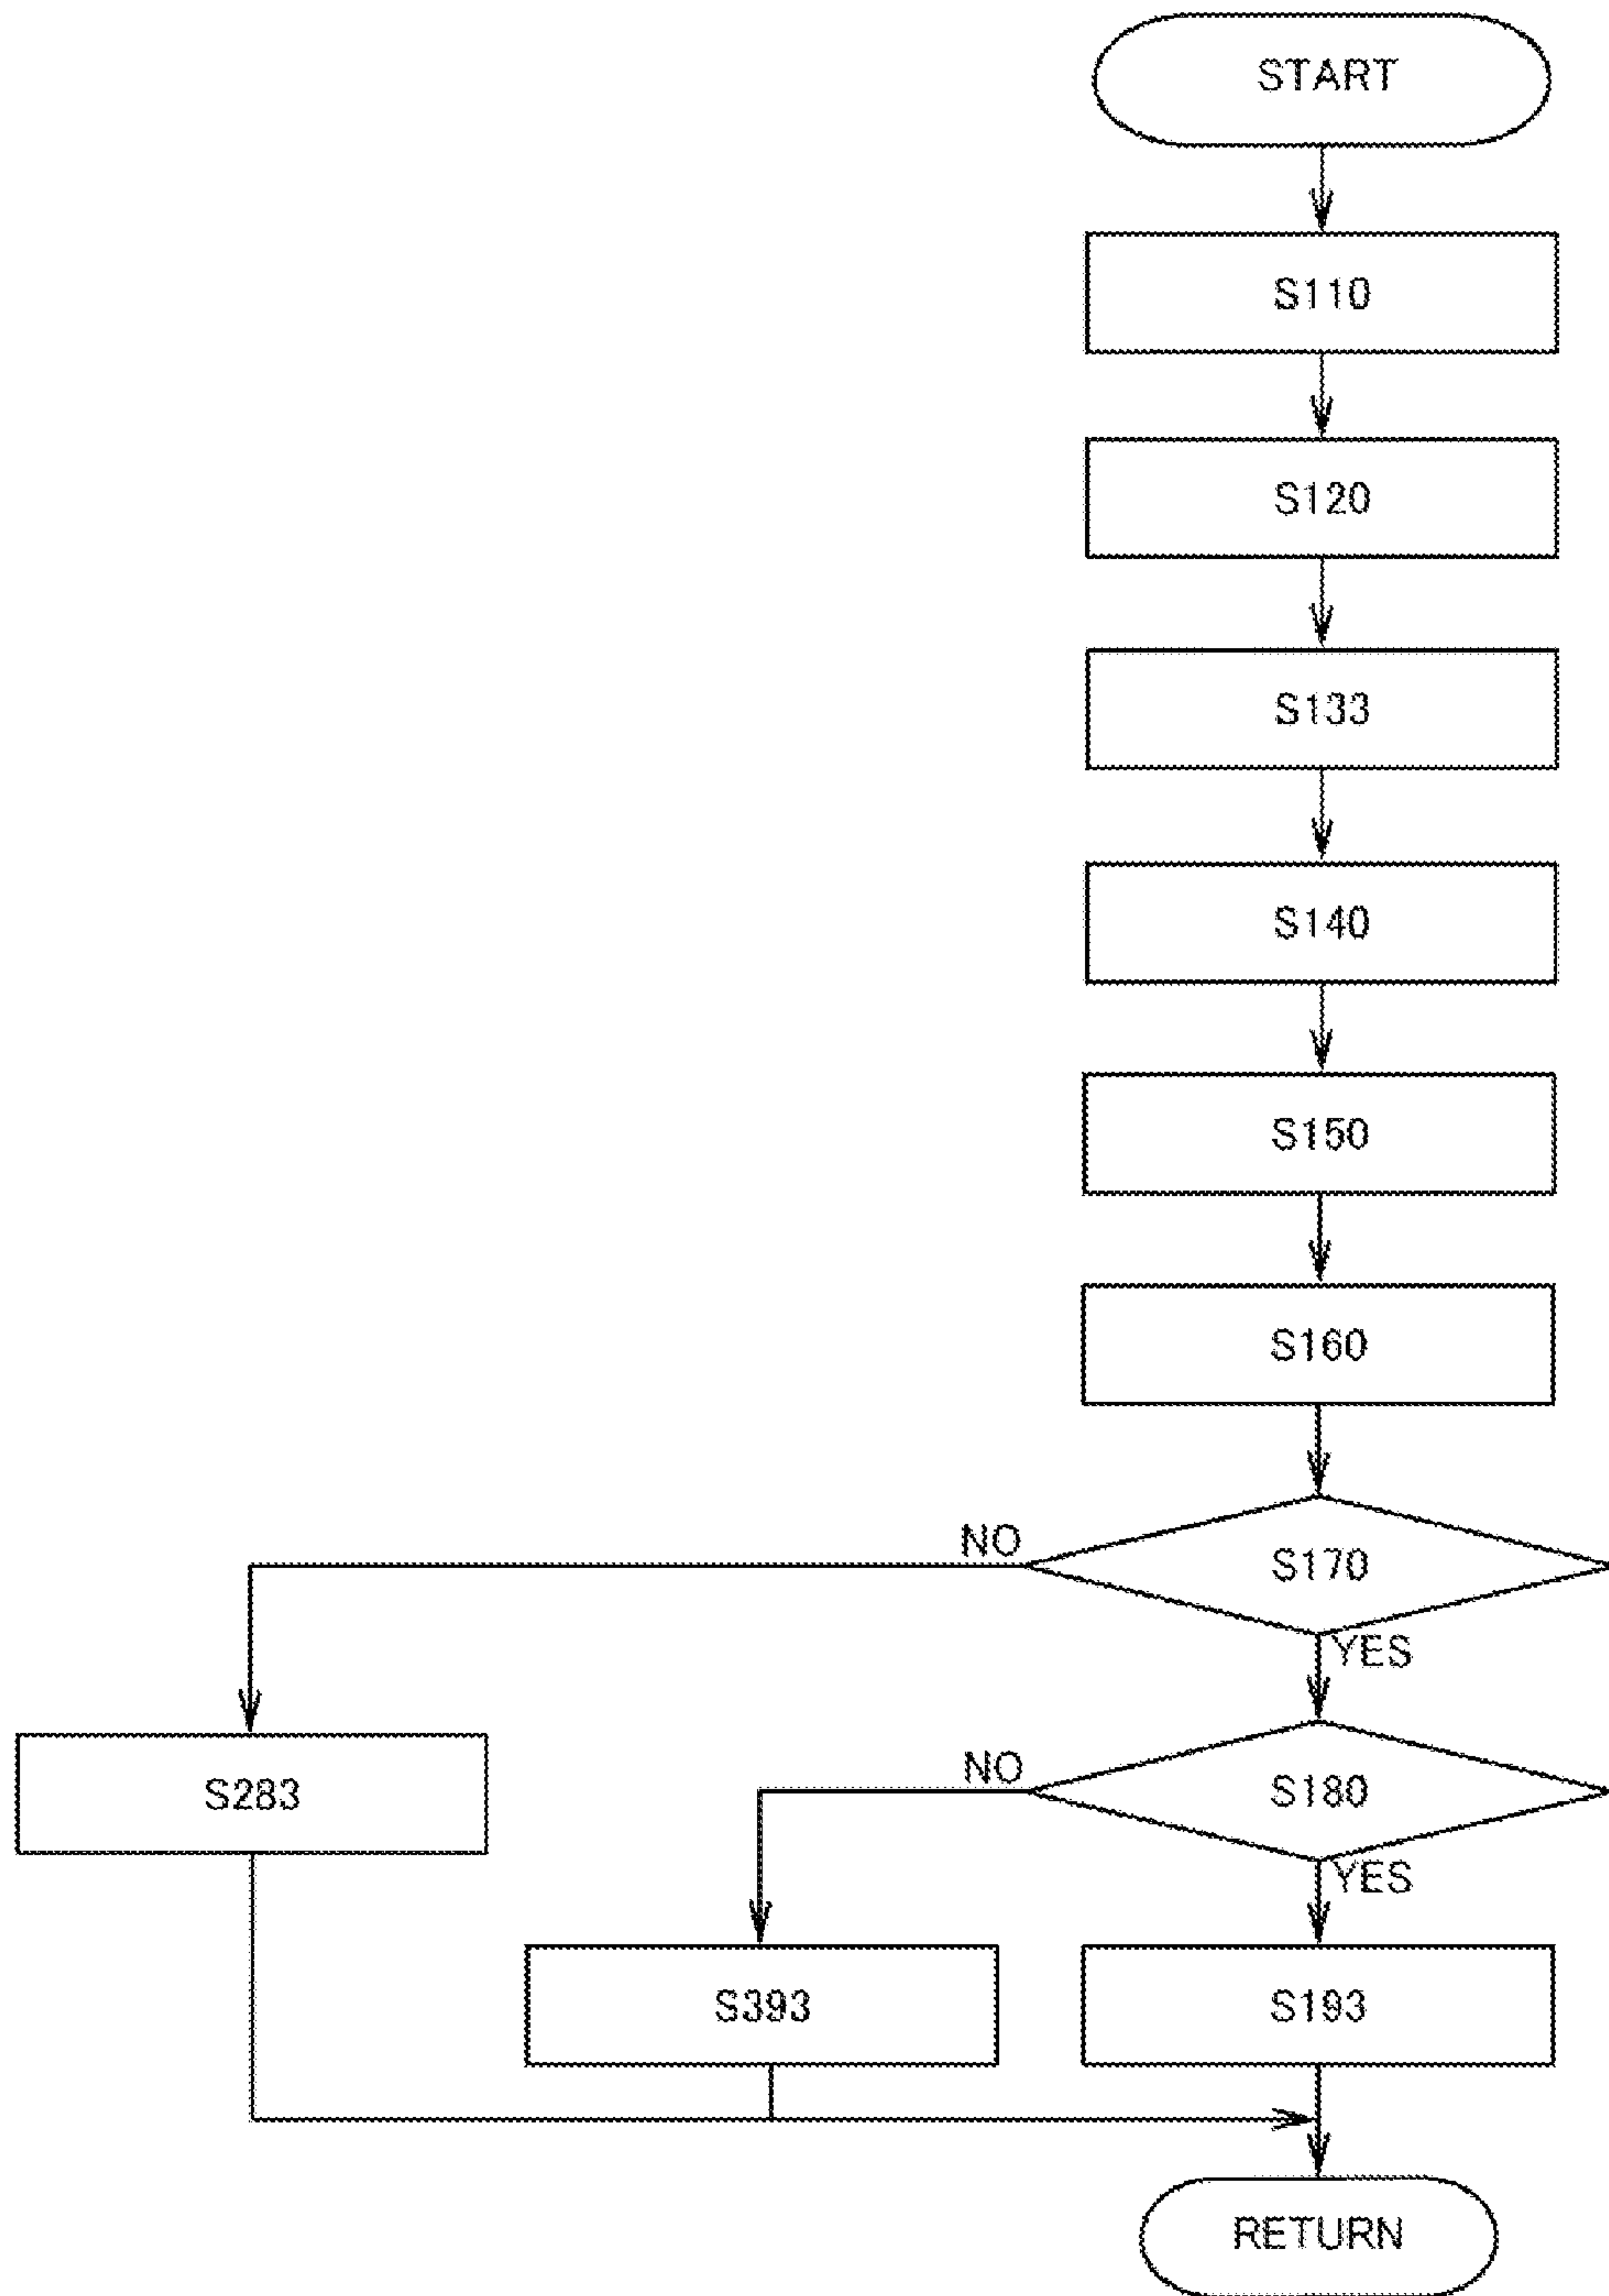 START
S110
S120
S133
S140
S150
S160
NO
S170
YES
S283
NO
S180
YES
S393
S193
RETURN